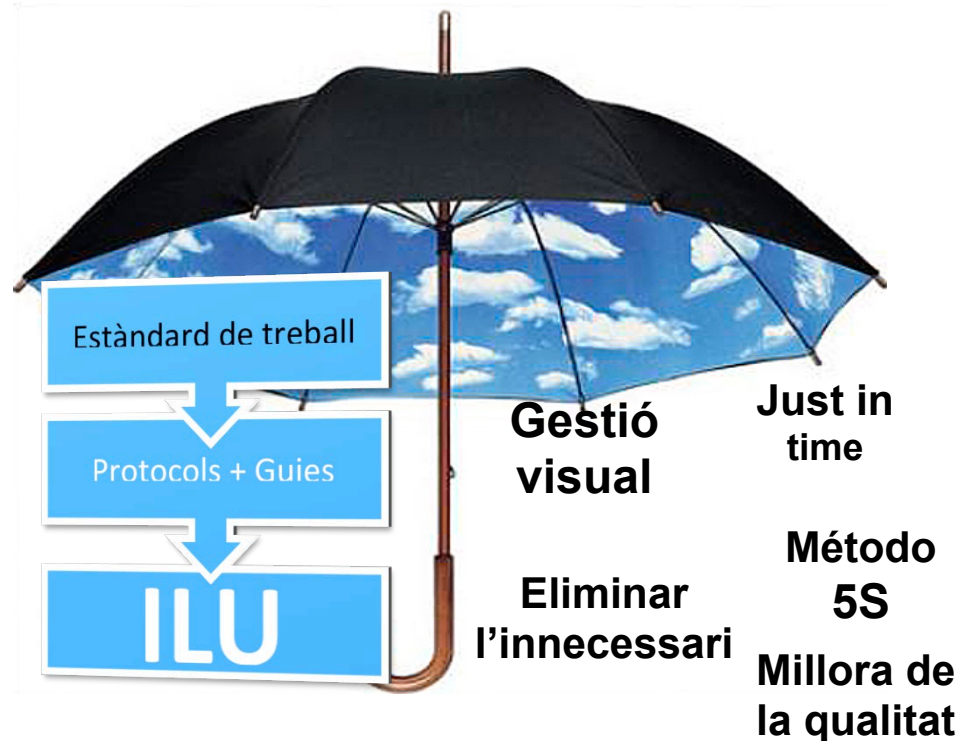 Estàndard de treball
Protocols + Guies
ILU
Gestió
visual
Just in
time
Eliminar
l’innecessari
Método
5S
Millora de
la qualitat